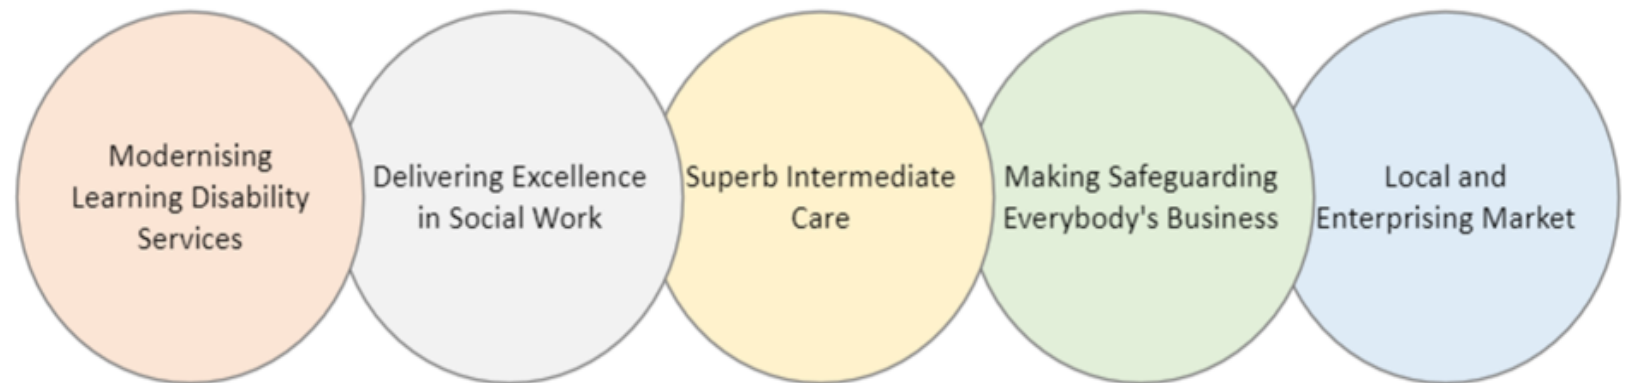 Modernising
Learning Disability
Services
Delivering Excellence
in Social Work
Superb Intermediate
Care
Making Safeguarding
Everybody's Business
Local and
Enterprising Market